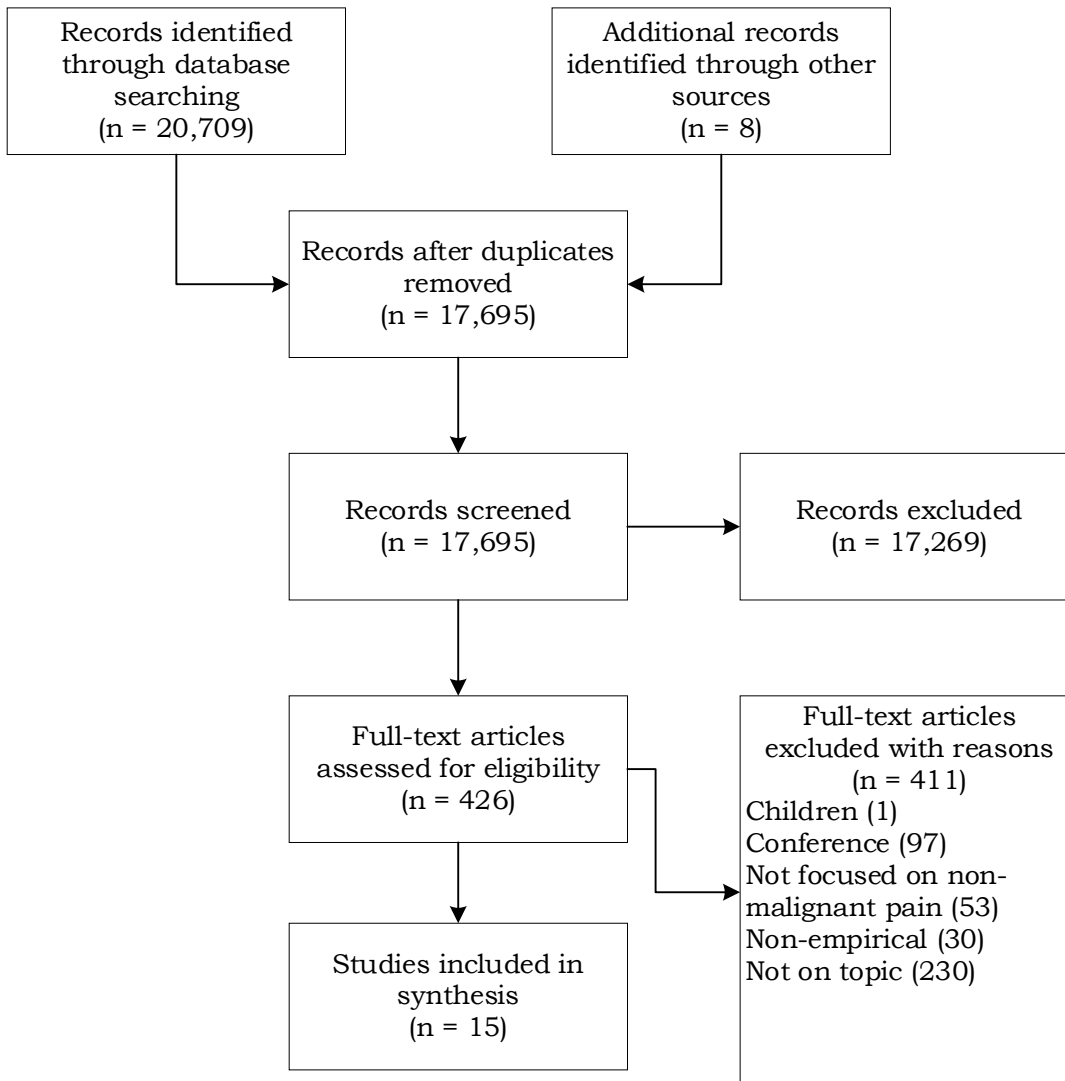 Records identified
through database
searching
(n = 20,709)
Additional records
identified through other
sources
(n = 8)
Records after duplicates
removed
(n = 17,695)
Records screened
(n = 17,695)
Records excluded
(n = 17,269)
Full-text articles
assessed for eligibility
(n = 426)
Full-text articles
excluded with reasons
(n = 411)
Children (1)
Conference (97)
Not focused on non-
malignant pain (53)
Non-empirical (30)
Not on topic (230)
Studies included in
synthesis
(n = 15)